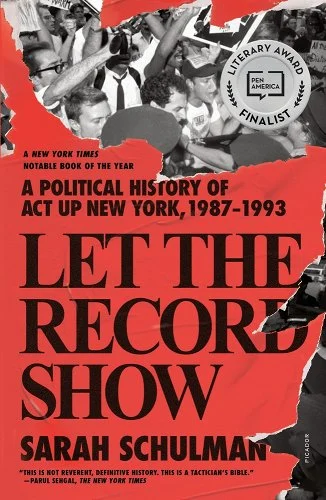 LITERARY AWARD
PEN
AMERICA
FINALIST
A NEW YORK TIMES
NOTABLE BOOK OF THE YEAR
A POLITICAL HISTORY OF
ACT UP NEW YORK, 1987–1993
LET THE
RECORD
SHOW
SARAH SCHULMAN
PICADOR
"THIS IS NOT REVERENT, DEFINITIVE HISTORY. THIS IS A TACTICIAN'S BIBLE."
—PARUL SEHGAL, THE NEW YORK TIMES